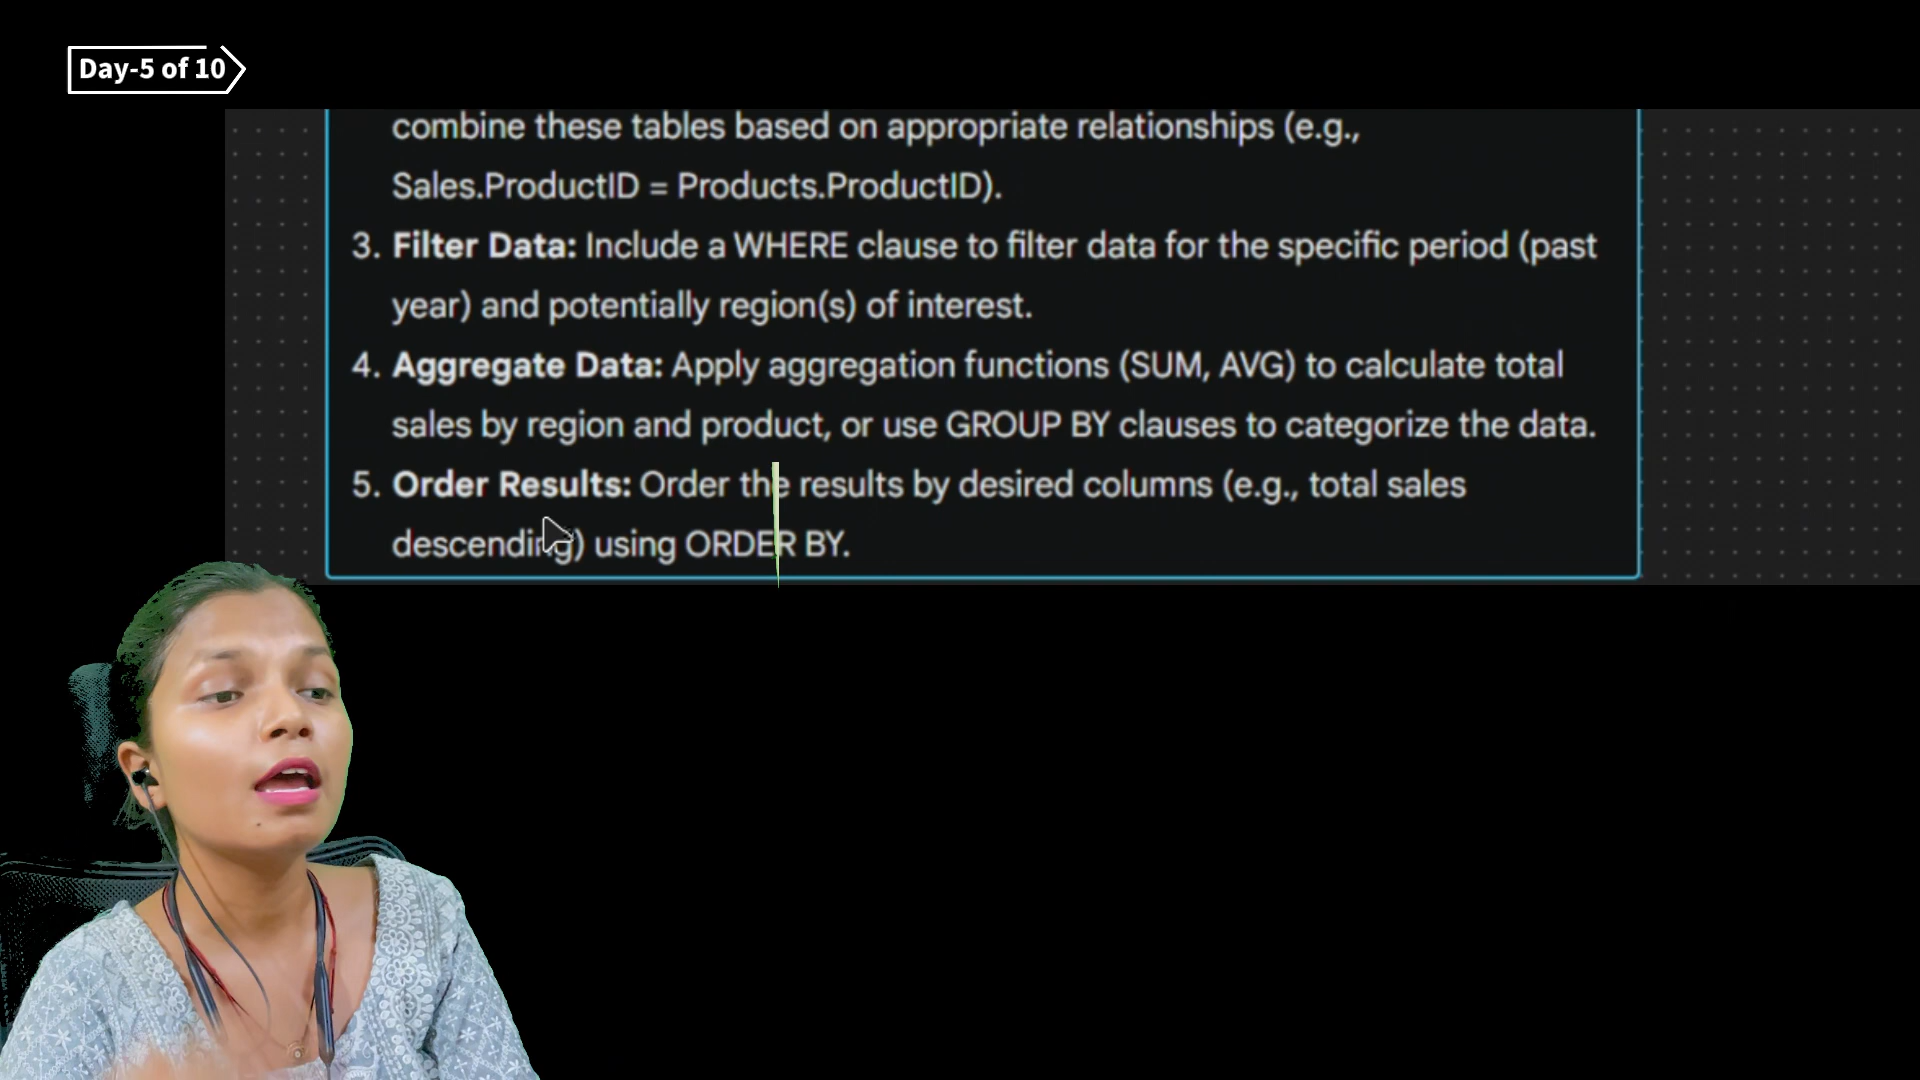 Day-5 of 10
combine these tables based on appropriate relationships (e.g.,
Sales.ProductID = Products.ProductID).
3. Filter Data: Include a WHERE clause to filter data for the specific period (past
year) and potentially region(s) of interest.
4. Aggregate Data: Apply aggregation functions (SUM, AVG) to calculate total
sales by region and product, or use GROUP BY clauses to categorize the data.
5. Order Results: Order the results by desired columns (e.g., total sales
descending) using ORDER BY.